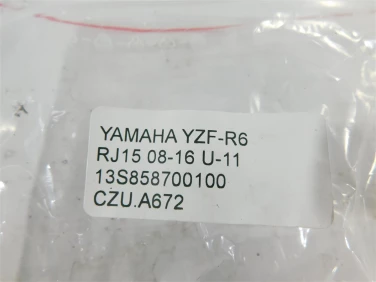 YAMAHA YZF-R6
RJ15 08-16 U-11
13S858700100
CZU.A672